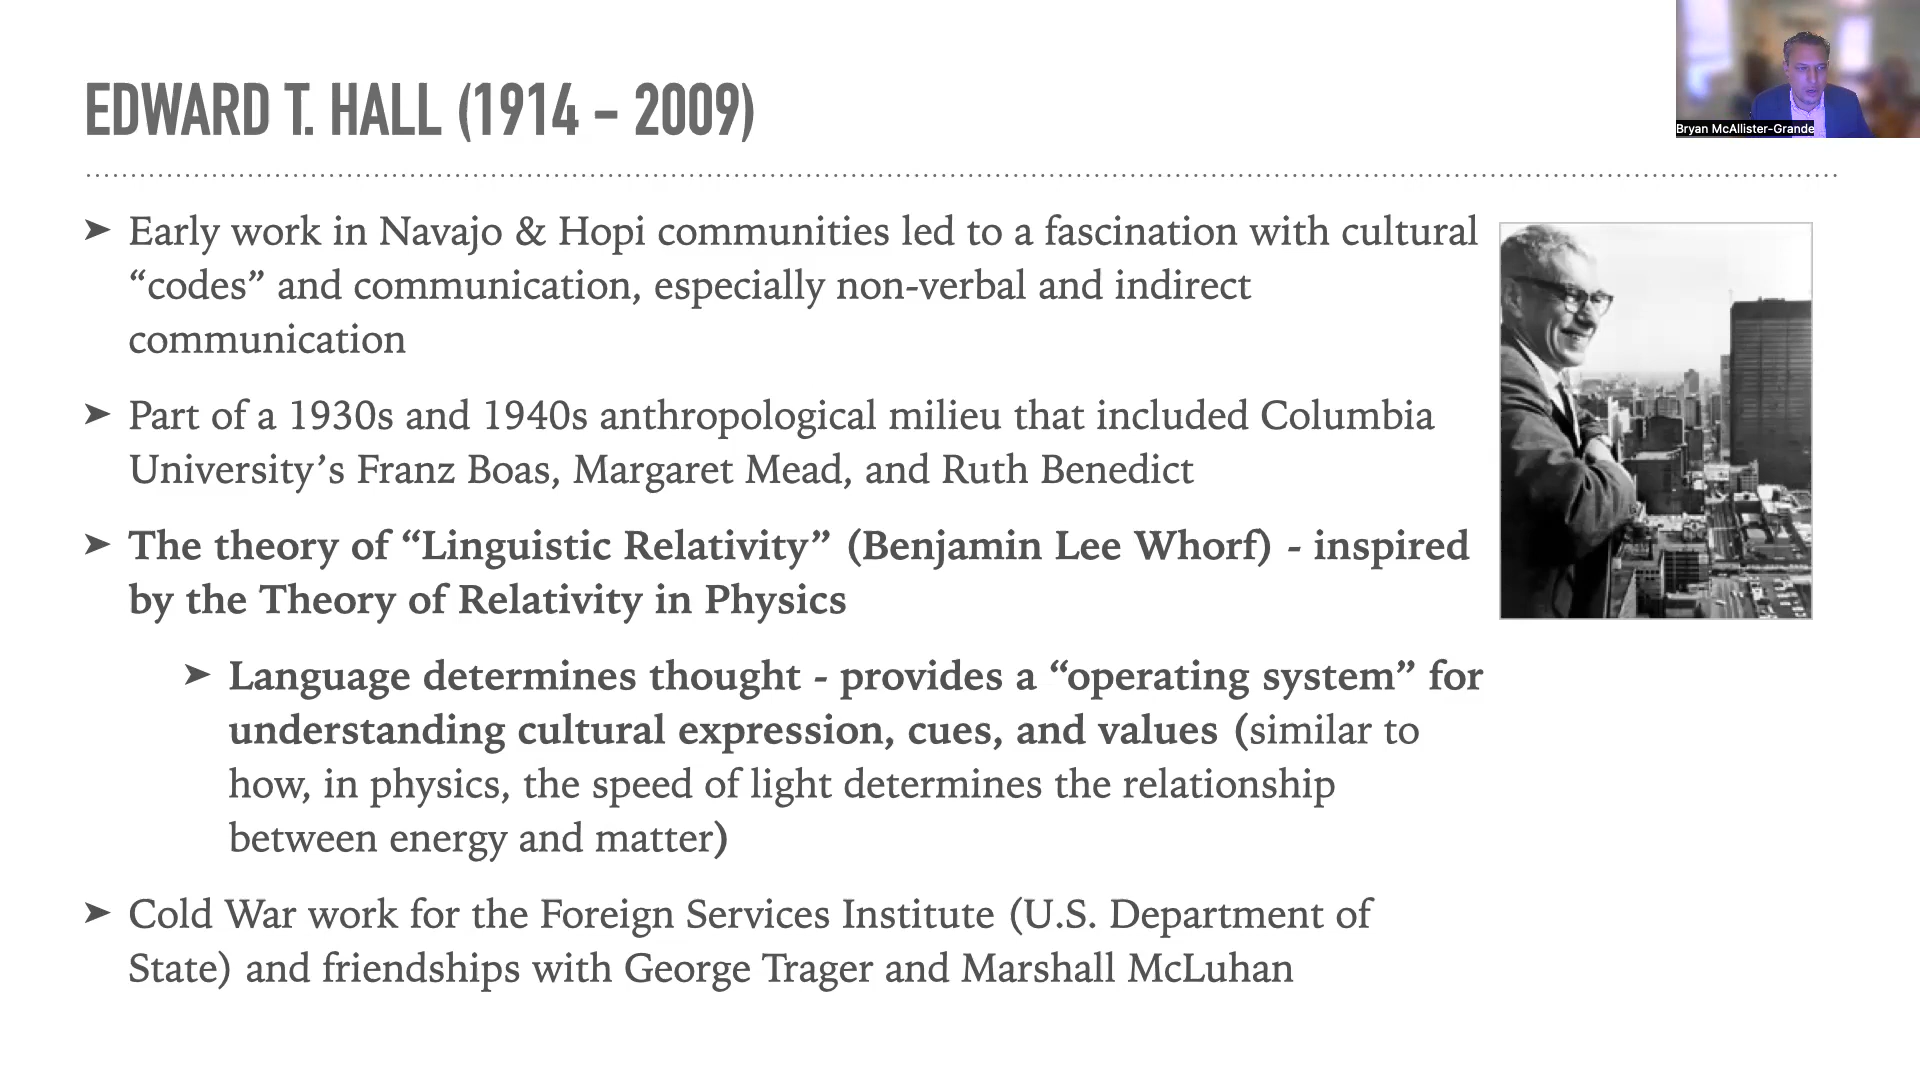 EDWARD T. HALL (1914 – 2009)
Bryan McAllister-Grande
➤ Early work in Navajo & Hopi communities led to a fascination with cultural
“codes” and communication, especially non-verbal and indirect
communication
➤ Part of a 1930s and 1940s anthropological milieu that included Columbia
University’s Franz Boas, Margaret Mead, and Ruth Benedict
➤ The theory of “Linguistic Relativity” (Benjamin Lee Whorf) - inspired
by the Theory of Relativity in Physics
➤ Language determines thought - provides a “operating system” for
understanding cultural expression, cues, and values (similar to
how, in physics, the speed of light determines the relationship
between energy and matter)
➤ Cold War work for the Foreign Services Institute (U.S. Department of
State) and friendships with George Trager and Marshall McLuhan